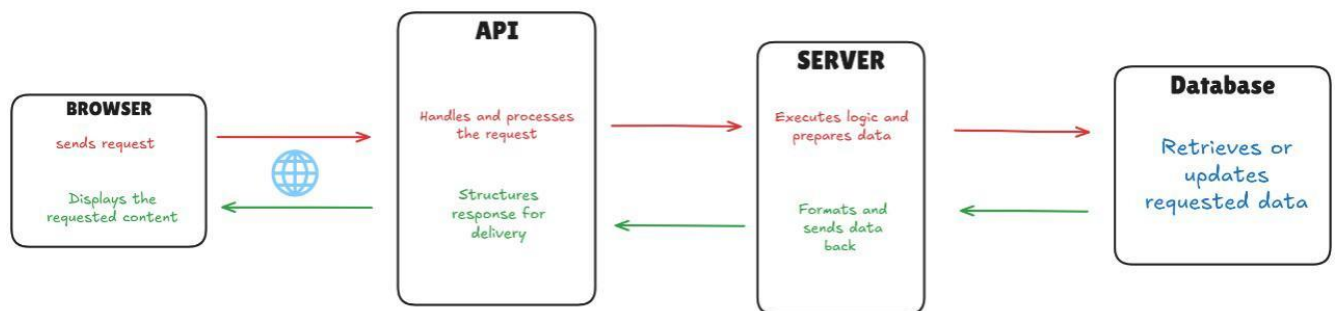 BROWSER
sends request
Displays the
requested content
API
Handles and processes
the request
Structures
response for
delivery
SERVER
Executes logic and
prepares data
Formats and
sends data
back
Database
Retrieves or
updates
requested data